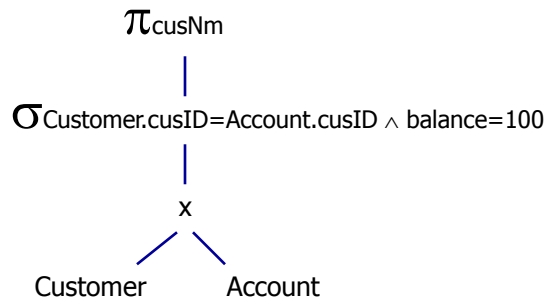 πcusNm
σCustomer.cusID=Account.cusID ∧ balance=100
x
Customer Account